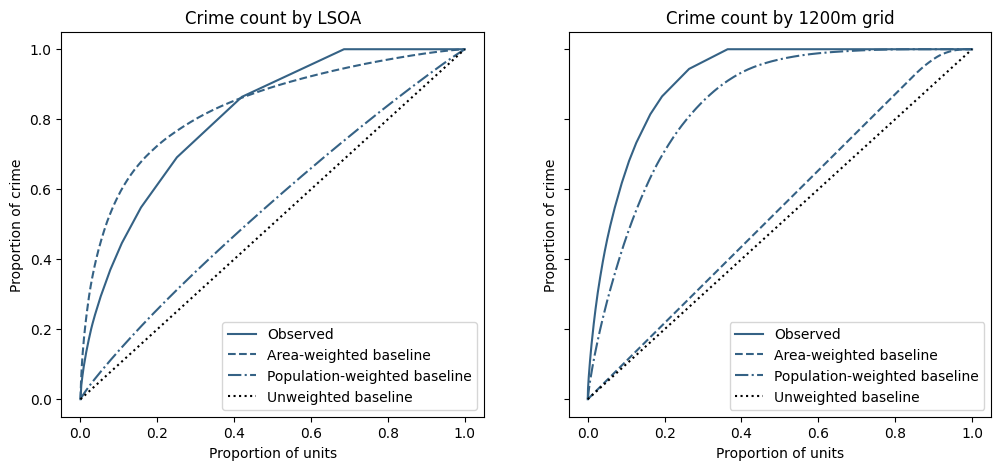 Crime count by LSOA
Proportion of crime
1.0
0.8
0.6
0.4
0.2
0.0
Observed
Area-weighted baseline
Population-weighted baseline
Unweighted baseline
0.0 0.2 0.4 0.6 0.8 1.0
Proportion of units
Crime count by 1200m grid
Proportion of crime
Observed
Area-weighted baseline
Population-weighted baseline
Unweighted baseline
0.0 0.2 0.4 0.6 0.8 1.0
Proportion of units